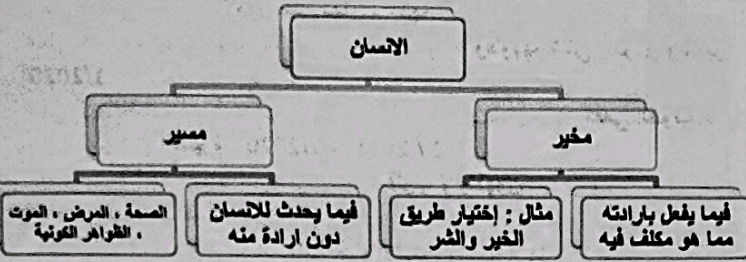 الانسان
مخير
مسير
فيما يفعل بارادته
مما هو مكلف فيه
مثال : إختيار طريق
الخير والشر
فيما يحدث للانسان
دون ارادة منه
الصحة ، المرض ، الموت
، الظواهر الكونية